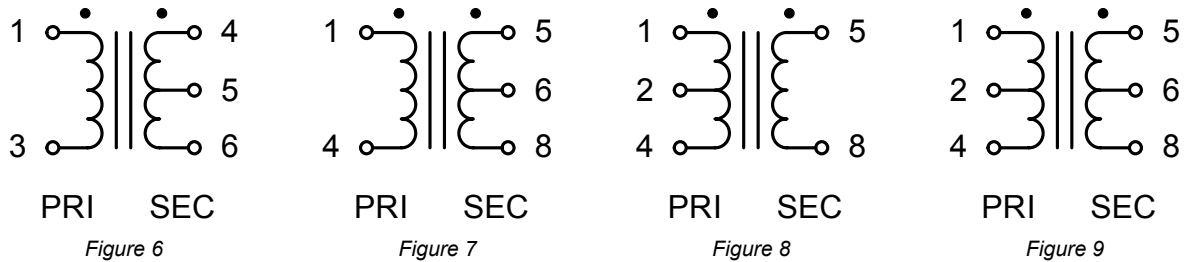 1 4 1 5 1 5 1 5
5 6 2 2 6
3 6 4 8 4 8 4 8
PRI SEC PRI SEC PRI SEC PRI SEC
Figure 6 Figure 7 Figure 8 Figure 9